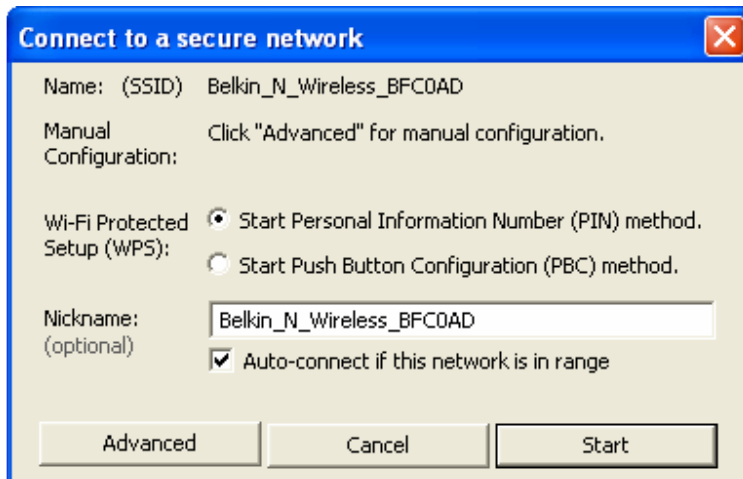 Connect to a secure network
Name: (SSID) Belkin_N_Wireless_BFC0AD
Manual Configuration: Click "Advanced" for manual configuration.
Wi-Fi Protected Setup (WPS):
Start Personal Information Number (PIN) method.
Start Push Button Configuration (PBC) method.
Nickname: (optional)
Belkin_N_Wireless_BFC0AD
Auto-connect if this network is in range
Advanced Cancel Start